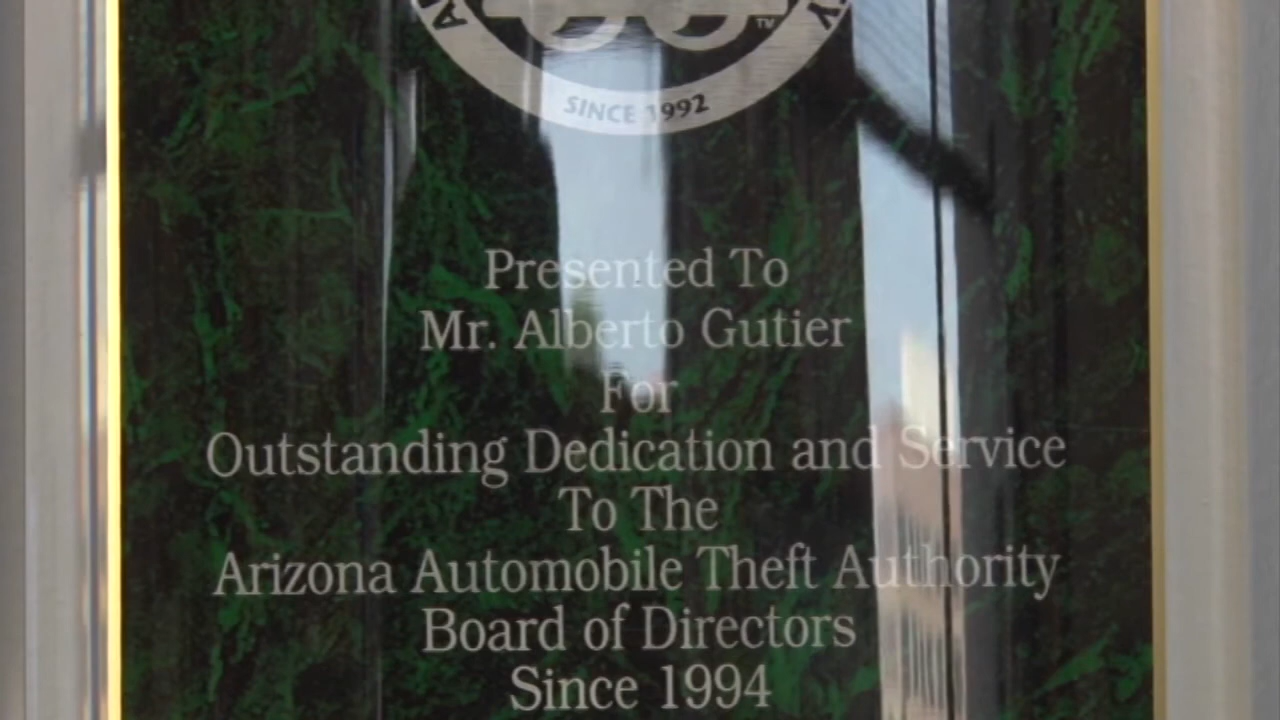 TM
SINCE 1992
Presented To
Mr. Alberto Gutier
For
Outstanding Dedication and Service
To The
Arizona Automobile Theft Authority
Board of Directors
Since 1994